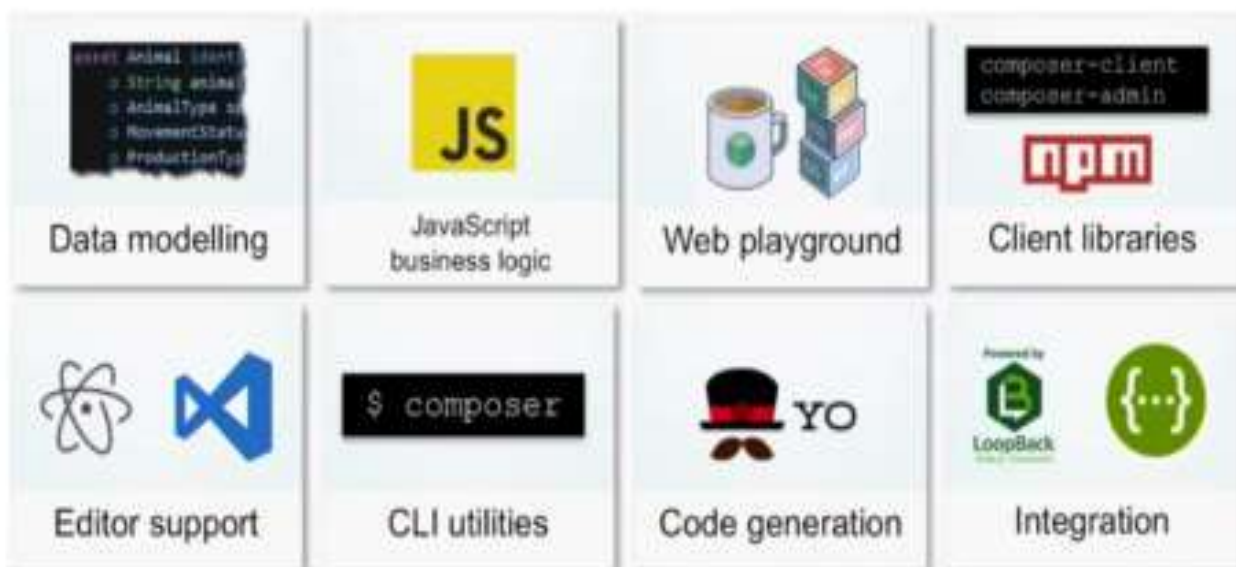 asset Animal identi
o String animal
o AnimalType
o MovementStatu
o ProductionTyp
Data modelling
JS
JavaScript
business logic
Web playground
composer-client
composer-admin
npm
Client libraries
Editor support
$ composer
CLI utilities
YO
Code generation
Powered by
LB
LoopBack
{...}
Integration